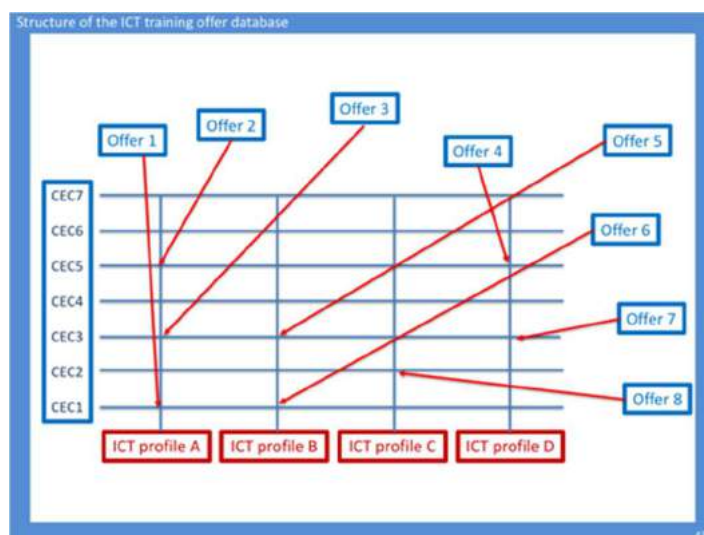 Structure of the ICT training offer database
Offer 1
Offer 2
Offer 3
Offer 4
Offer 5
Offer 6
Offer 7
Offer 8
CEC7
CEC6
CEC5
CEC4
CEC3
CEC2
CEC1
ICT profile A
ICT profile B
ICT profile C
ICT profile D